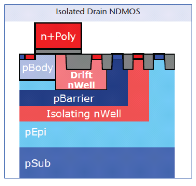 Isolated Drain NDMOS
n+Poly
pBody
Drift
nWell
pBarrier
Isolating nWell
pEpi
pSub